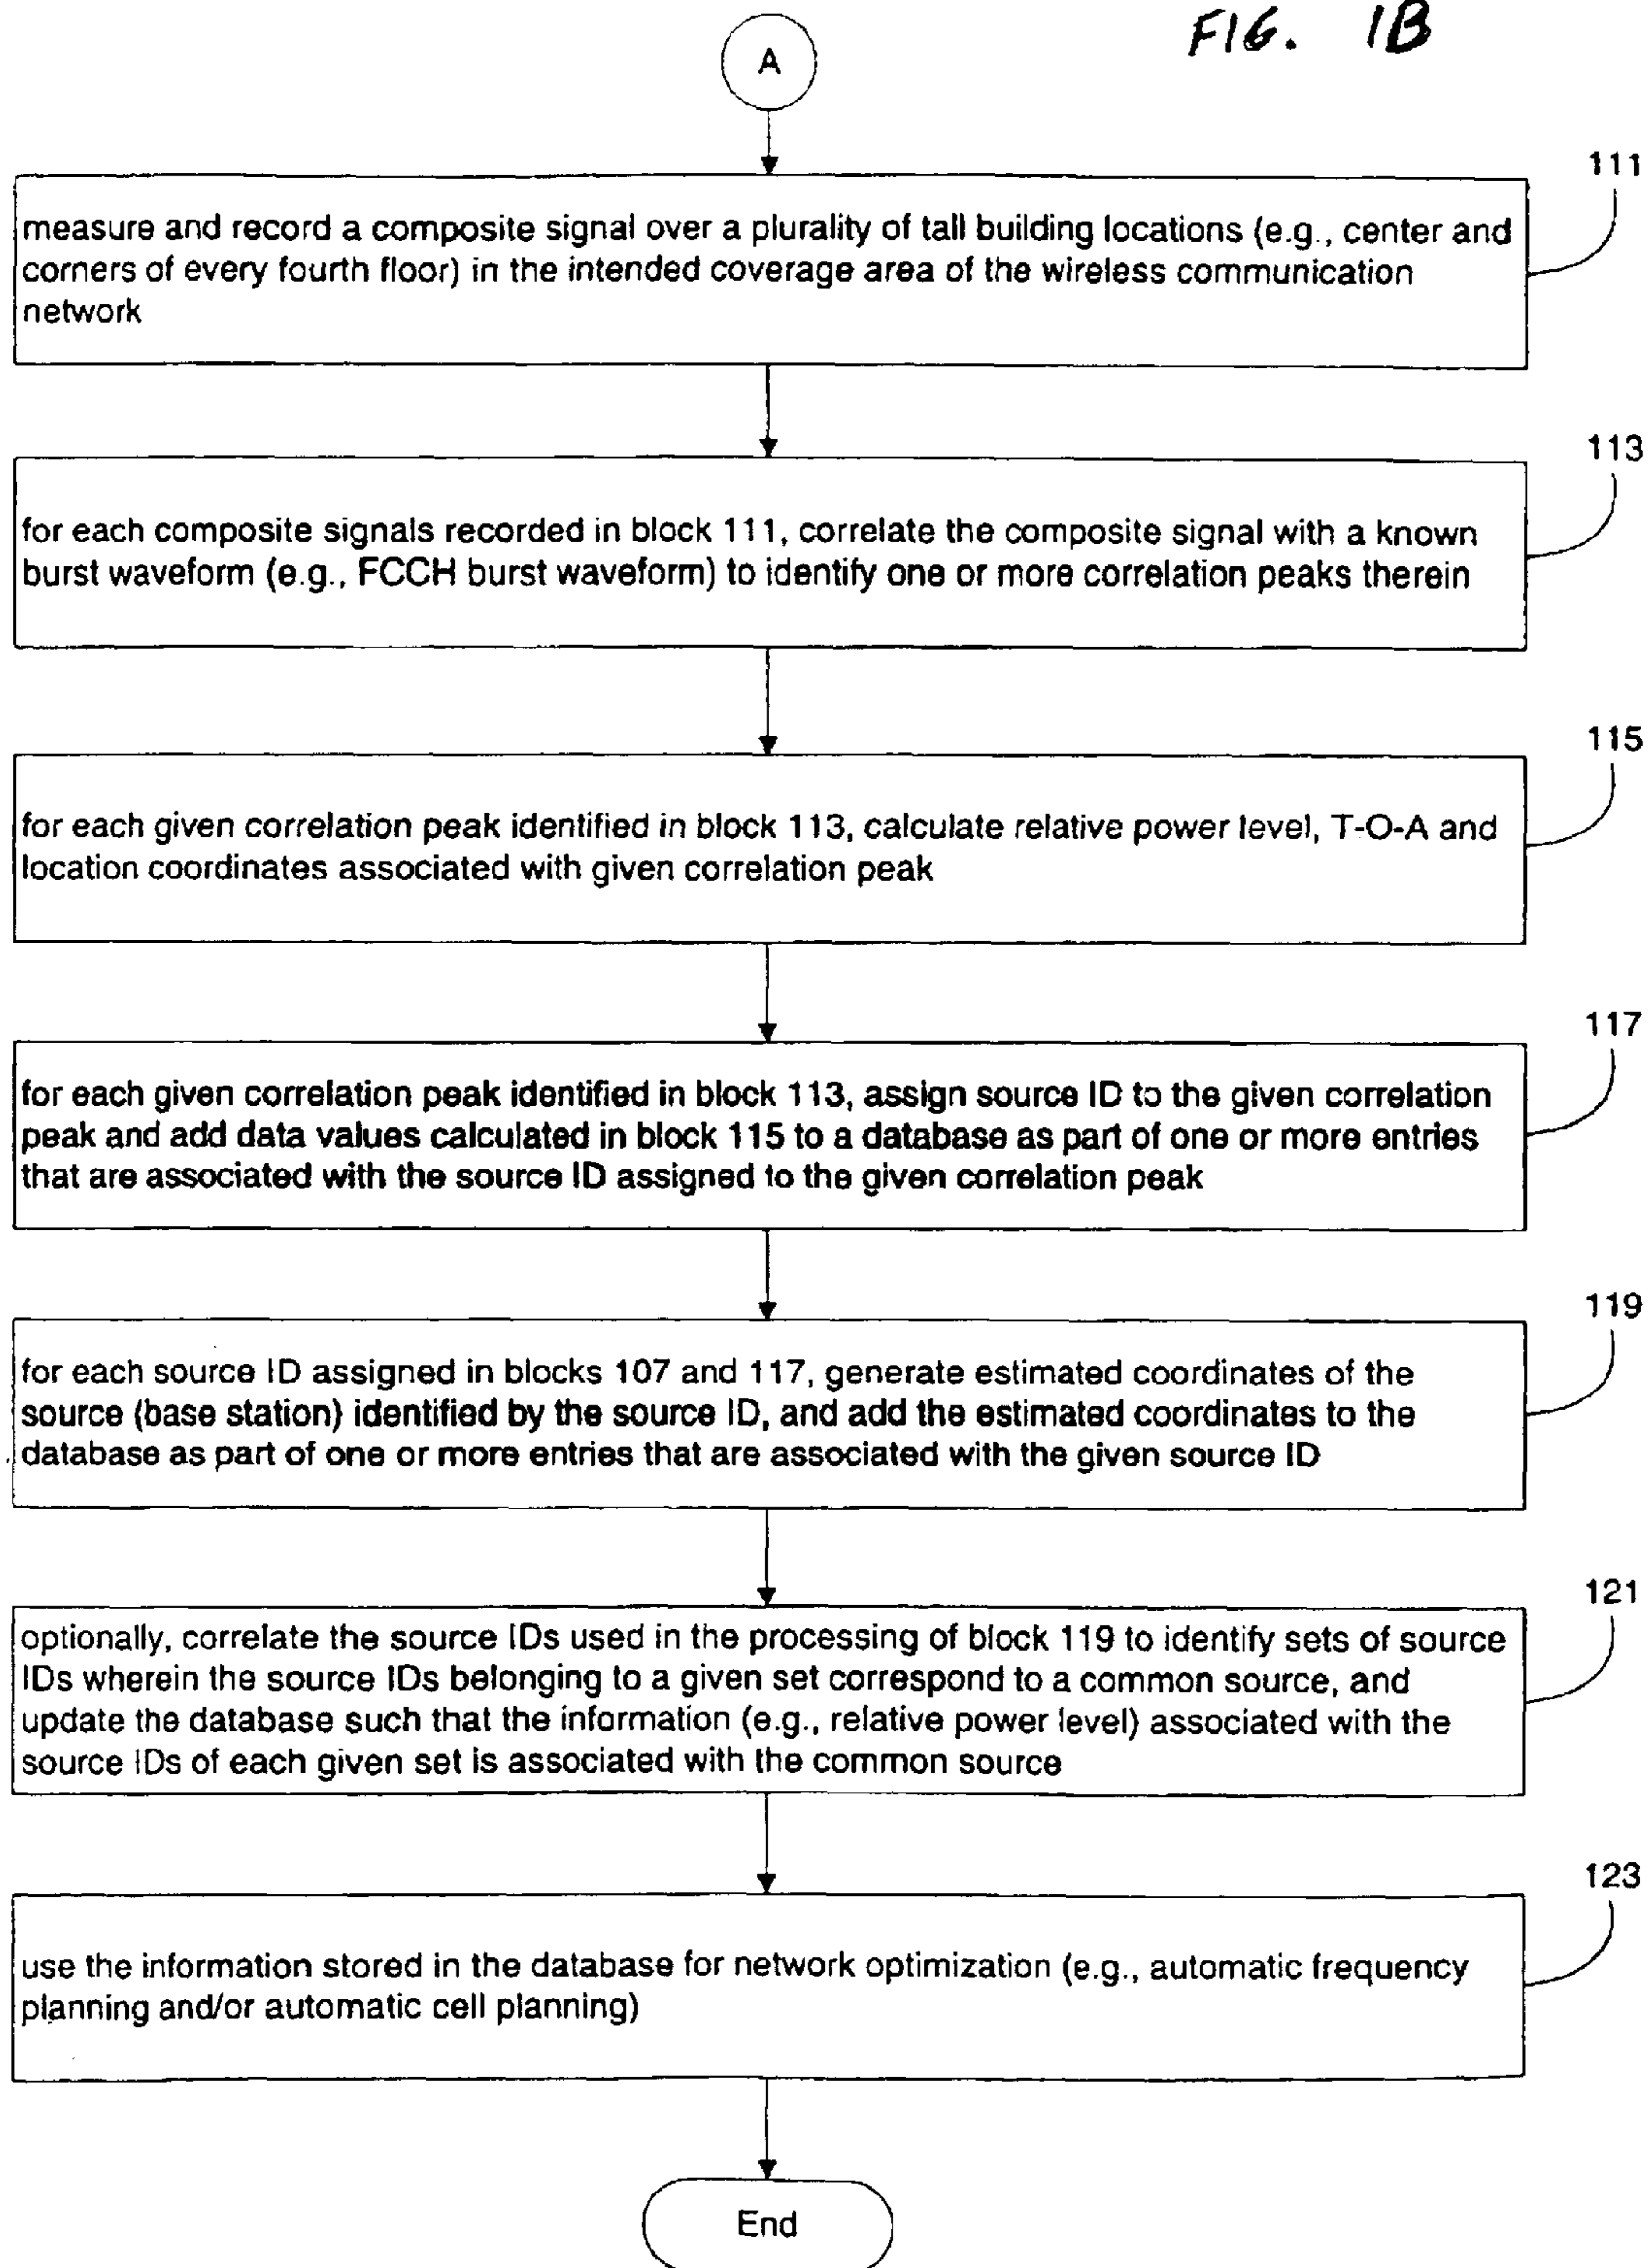 FIG. 1B
A
111
measure and record a composite signal over a plurality of tall building locations (e.g., center and
corners of every fourth floor) in the intended coverage area of the wireless communication
network
113
for each composite signals recorded in block 111, correlate the composite signal with a known
burst waveform (e.g., FCCH burst waveform) to identify one or more correlation peaks therein
115
for each given correlation peak identified in block 113, calculate relative power level, T-O-A and
location coordinates associated with given correlation peak
117
for each given correlation peak identified in block 113, assign source ID to the given correlation
peak and add data values calculated in block 115 to a database as part of one or more entries
that are associated with the source ID assigned to the given correlation peak
119
for each source ID assigned in blocks 107 and 117, generate estimated coordinates of the
source (base station) identified by the source ID, and add the estimated coordinates to the
database as part of one or more entries that are associated with the given source ID
121
optionally, correlate the source IDs used in the processing of block 119 to identify sets of source
IDs wherein the source IDs belonging to a given set correspond to a common source, and
update the database such that the information (e.g., relative power level) associated with the
source IDs of each given set is associated with the common source
123
use the information stored in the database for network optimization (e.g., automatic frequency
planning and/or automatic cell planning)
End